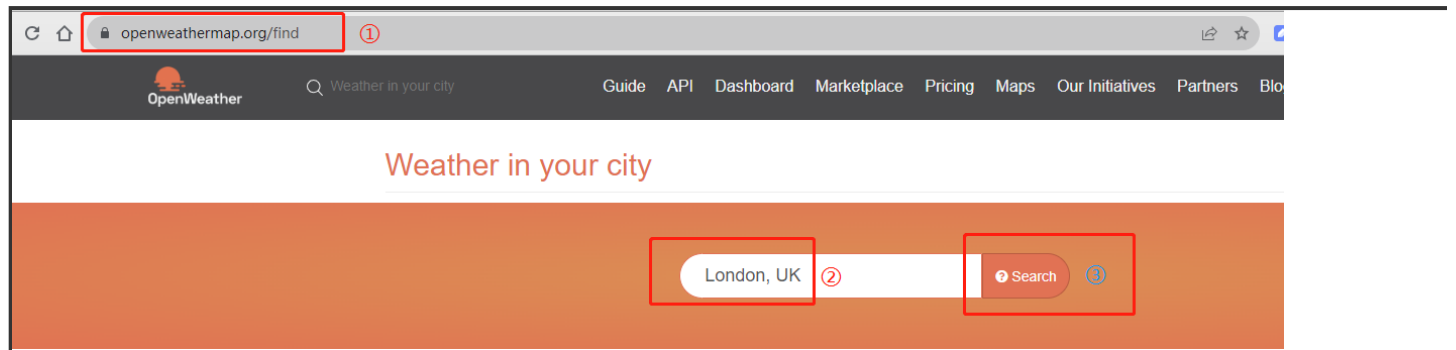 openweathermap.org/find ①
OpenWeather Weather in your city Guide API Dashboard Marketplace Pricing Maps Our Initiatives Partners
Weather in your city
London, UK ② Search ③